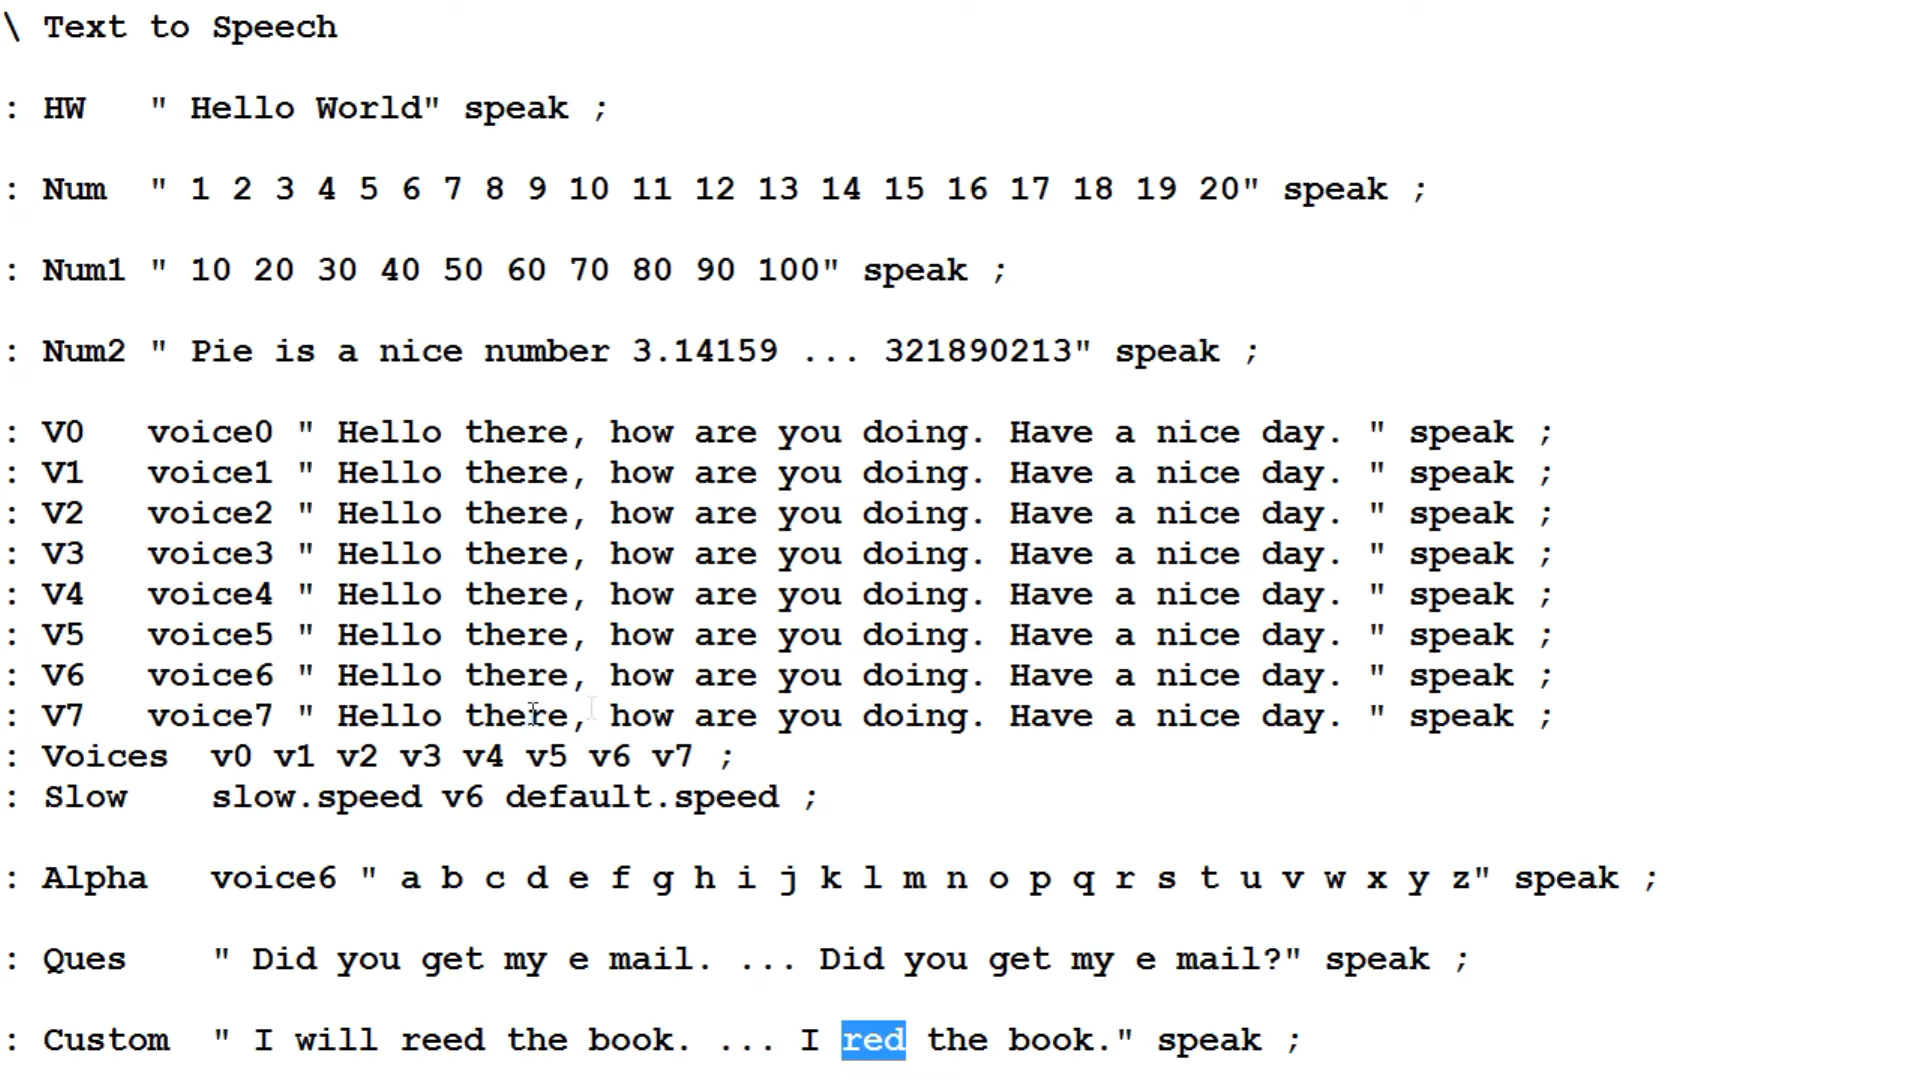 \ Text to Speech
: HW   " Hello World" speak ;
: Num  " 1 2 3 4 5 6 7 8 9 10 11 12 13 14 15 16 17 18 19 20" speak ;
: Num1 " 10 20 30 40 50 60 70 80 90 100" speak ;
: Num2 " Pie is a nice number 3.14159 ... 321890213" speak ;
: V0   voice0 " Hello there, how are you doing. Have a nice day. " speak ;
: V1   voice1 " Hello there, how are you doing. Have a nice day. " speak ;
: V2   voice2 " Hello there, how are you doing. Have a nice day. " speak ;
: V3   voice3 " Hello there, how are you doing. Have a nice day. " speak ;
: V4   voice4 " Hello there, how are you doing. Have a nice day. " speak ;
: V5   voice5 " Hello there, how are you doing. Have a nice day. " speak ;
: V6   voice6 " Hello there, how are you doing. Have a nice day. " speak ;
: V7   voice7 " Hello there, how are you doing. Have a nice day. " speak ;
: Voices  v0 v1 v2 v3 v4 v5 v6 v7 ;
: Slow    slow.speed v6 default.speed ;
: Alpha   voice6 " a b c d e f g h i j k l m n o p q r s t u v w x y z" speak ;
: Ques    " Did you get my e mail. ... Did you get my e mail?" speak ;
: Custom  " I will reed the book. ... I red the book." speak ;